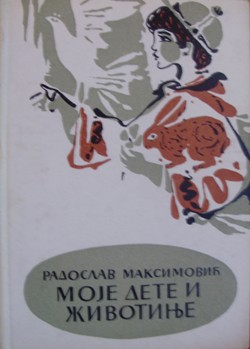 РАДОСЛАВ МАКСИМОВИЋ
МОЈЕ ДЕТЕ И
ЖИВОТИЊЕ